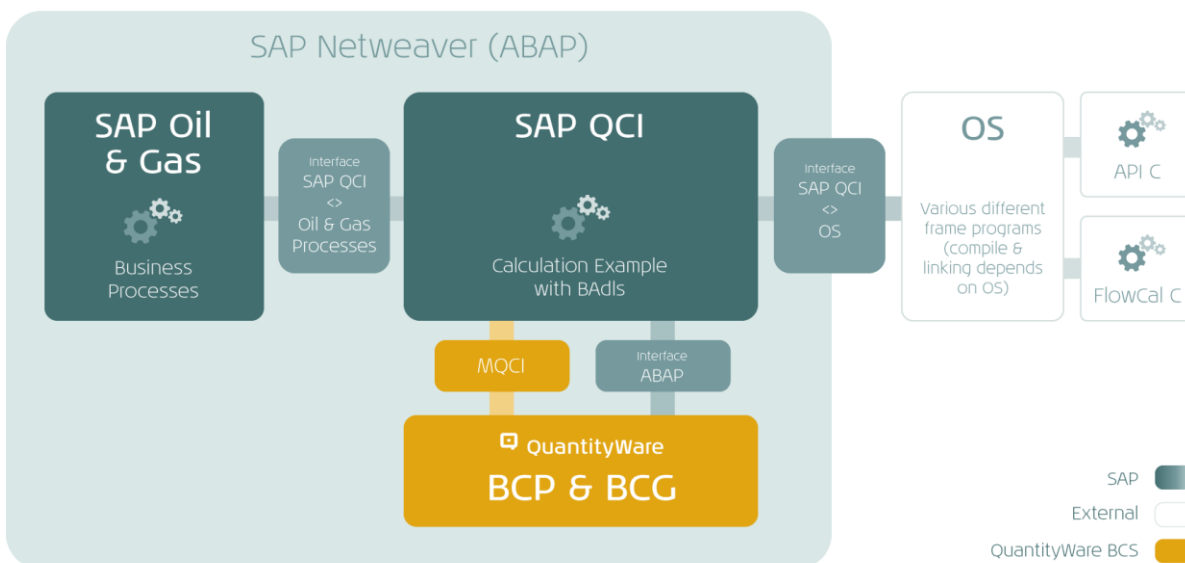 SAP Netweaver (ABAP)
SAP Oil
& Gas
Business
Processes
Interface
SAP QCI
<>
Oil & Gas
Processes
SAP QCI
Calculation Example
with BAdIs
Interface
SAP QCI
<>
OS
OS
Various different
frame programs
(compile &
linking depends
on OS)
API C
FlowCal C
MQCI
Interface
ABAP
QuantityWare
BCP & BCG
SAP
External
QuantityWare BCS